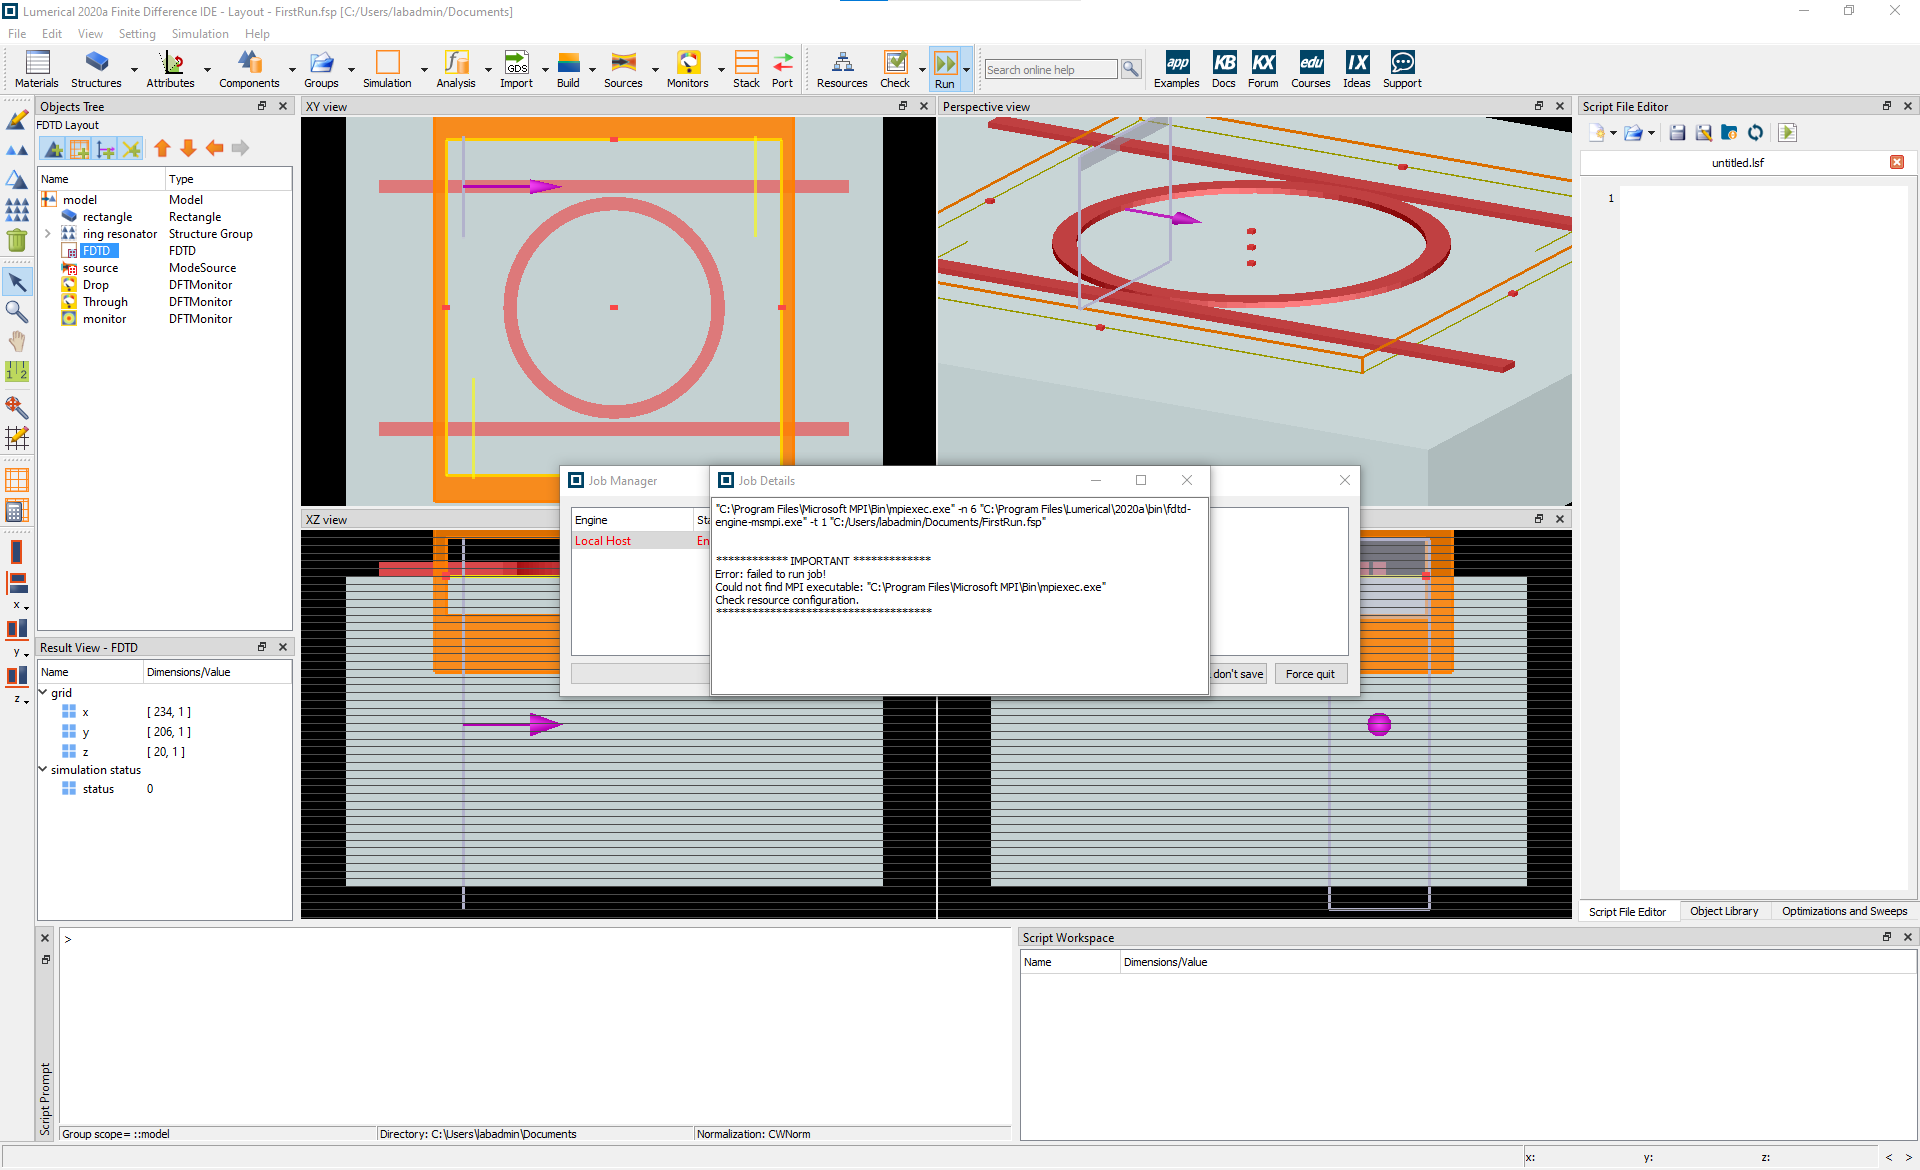 Lumerical 2020a Finite Difference IDE - Layout - FirstRun.fsp [C:/Users/labadmin/Documents]
File Edit View Setting Simulation Help
GDS
app KB KX edu IX
Materials Structures Attributes Components Groups Simulation Analysis Import Build Sources Monitors Stack Port Resources Check Run Search online help Examples Docs Forum Courses Ideas Support
Objects Tree
FDTD Layout
Name Type
model Model
rectangle Rectangle
ring resonator Structure Group
FDTD FDTD
source ModeSource
Drop DFTMonitor
Through DFTMonitor
monitor DFTMonitor
XY view
Perspective view
XZ view
Script File Editor
untitled.lsf
1
Job Manager
Engine Sta
Local Host En
don't save
Force quit
Job Details
"C:\Program Files\Microsoft MPI\Bin\mpiexec.exe" -n 6 "C:\Program Files\Lumerical\2020a\bin\fdtd-
engine-msmpi.exe" -t 1 "C:/Users/labadmin/Documents/FirstRun.fsp"
************ IMPORTANT *************
Error: failed to run job!
Could not find MPI executable: "C:\Program Files\Microsoft MPI\Bin\mpiexec.exe"
Check resource configuration.
************************************
x
y
z
Result View - FDTD
Name Dimensions/Value
grid
x [ 234, 1 ]
y [ 206, 1 ]
z [ 20, 1 ]
simulation status
status 0
Script File Editor Object Library Optimizations and Sweeps
>
Script Prompt
Group scope= ::model
Directory: C:\Users\labadmin\Documents
Normalization: CWNorm
Script Workspace
Name Dimensions/Value
x: y: z: < >